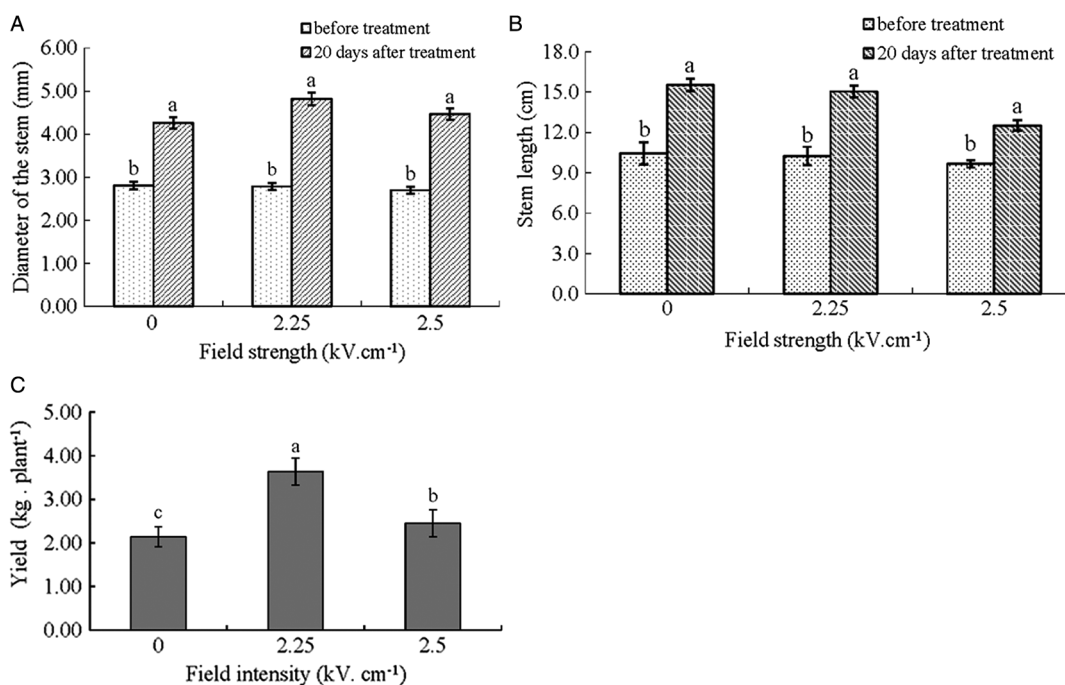 A
before treatment
20 days after treatment
Diameter of the stem (mm)
6.00
5.00
4.00
3.00
2.00
1.00
0.00
b
a
b
a
b
a
0
2.25
2.5
Field strength (kV.cm⁻¹)
B
before treatment
20 days after treatment
Stem length (cm)
18.0
15.0
12.0
9.0
6.0
3.0
0.0
b
a
b
a
b
a
0
2.25
2.5
Field strength (kV.cm⁻¹)
C
Yield (kg . plant⁻¹)
5.00
4.00
3.00
2.00
1.00
0.00
c
a
b
0
2.25
2.5
Field intensity (kV. cm⁻¹)